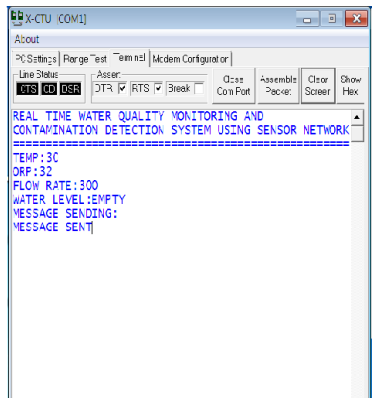 X-CTU [COM1]
About
PC Settings Range Test Terminal Modem Configuration
Line Status
CTS CD DSR
Assert
DTR RTS Break
Close Com Port
Assemble Packet
Clear Screen
Show Hex
REAL TIME WATER QUALITY MONITORING AND
CONTAMINATION DETECTION SYSTEM USING SENSOR NETWORK
==================================================
TEMP:30
ORP:32
FLOW RATE:300
WATER LEVEL:EMPTY
MESSAGE SENDING:
MESSAGE SENT